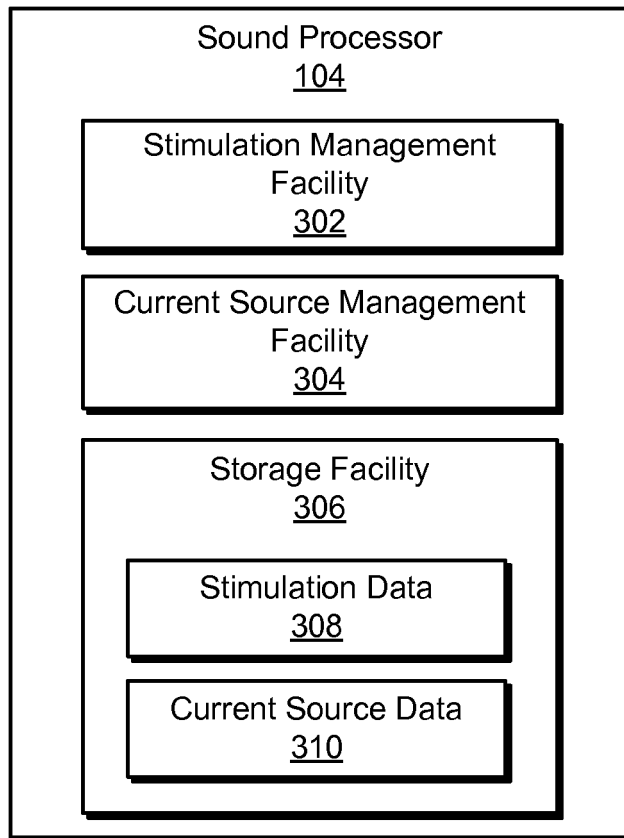 Sound Processor
104
Stimulation Management
Facility
302
Current Source Management
Facility
304
Storage Facility
306
Stimulation Data
308
Current Source Data
310